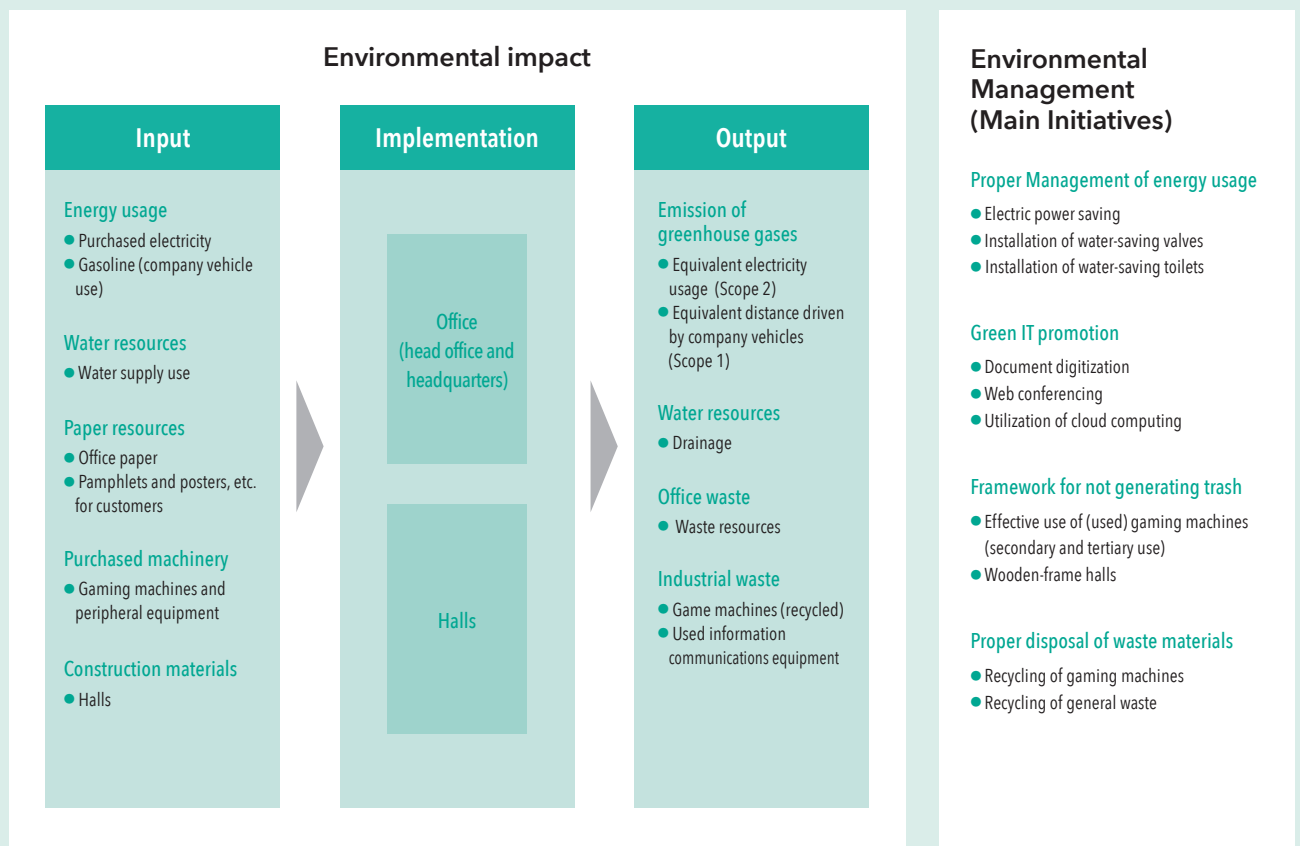 Environmental impact
Input
Energy usage
● Purchased electricity
● Gasoline (company vehicle
use)
Water resources
● Water supply use
Paper resources
● Office paper
● Pamphlets and posters, etc.
for customers
Purchased machinery
● Gaming machines and
peripheral equipment
Construction materials
● Halls
Implementation
Office
(head office and
headquarters)
Halls
Output
Emission of
greenhouse gases
● Equivalent electricity
usage (Scope 2)
● Equivalent distance driven
by company vehicles
(Scope 1)
Water resources
● Drainage
Office waste
● Waste resources
Industrial waste
● Game machines (recycled)
● Used information
communications equipment
Environmental
Management
(Main Initiatives)
Proper Management of energy usage
● Electric power saving
● Installation of water-saving valves
● Installation of water-saving toilets
Green IT promotion
● Document digitization
● Web conferencing
● Utilization of cloud computing
Framework for not generating trash
● Effective use of (used) gaming machines
(secondary and tertiary use)
● Wooden-frame halls
Proper disposal of waste materials
● Recycling of gaming machines
● Recycling of general waste